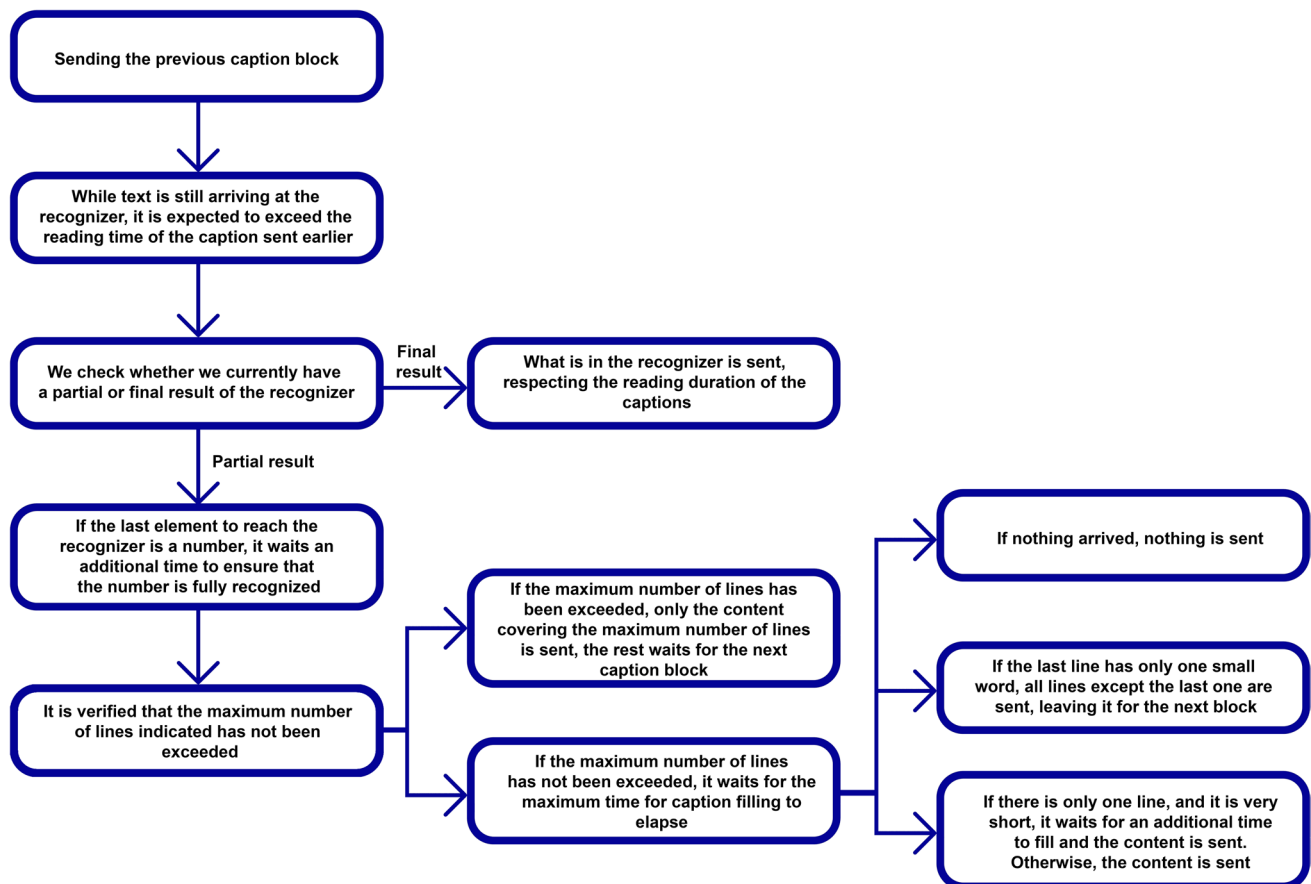 Sending the previous caption block
While text is still arriving at the
recognizer, it is expected to exceed the
reading time of the caption sent earlier
We check whether we currently have
a partial or final result of the recognizer
Final
result
What is in the recognizer is sent,
respecting the reading duration of the
captions
Partial result
If the last element to reach the
recognizer is a number, it waits an
additional time to ensure that
the number is fully recognized
It is verified that the maximum number
of lines indicated has not been
exceeded
If the maximum number of lines has
been exceeded, only the content
covering the maximum number of lines
is sent, the rest waits for the next
caption block
If the maximum number of lines
has not been exceeded, it waits for the
maximum time for caption filling to
elapse
If nothing arrived, nothing is sent
If the last line has only one small
word, all lines except the last one are
sent, leaving it for the next block
If there is only one line, and it is very
short, it waits for an additional time
to fill and the content is sent.
Otherwise, the content is sent